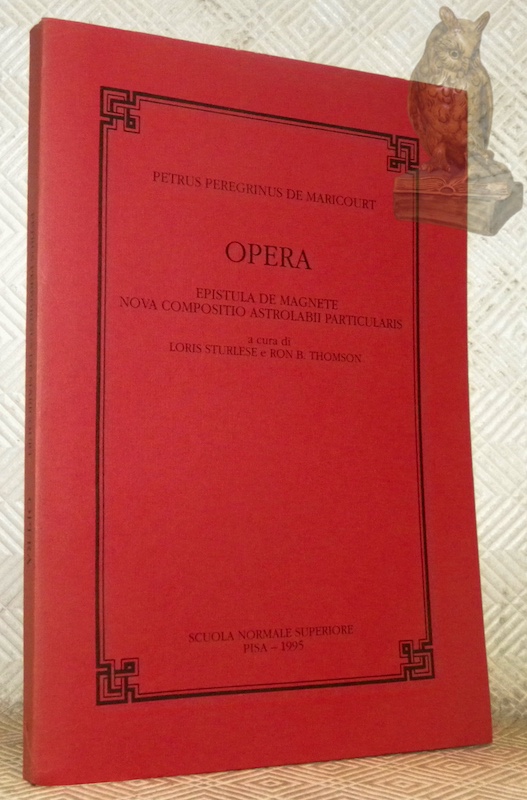 PETRUS PEREGRINUS DE MARICOURT
OPERA
EPISTULA DE MAGNETE
NOVA COMPOSITIO ASTROLABII PARTICULARIS
a cura di
LORIS STURLESE e RON B. THOMSON
SCUOLA NORMALE SUPERIORE
PISA – 1995